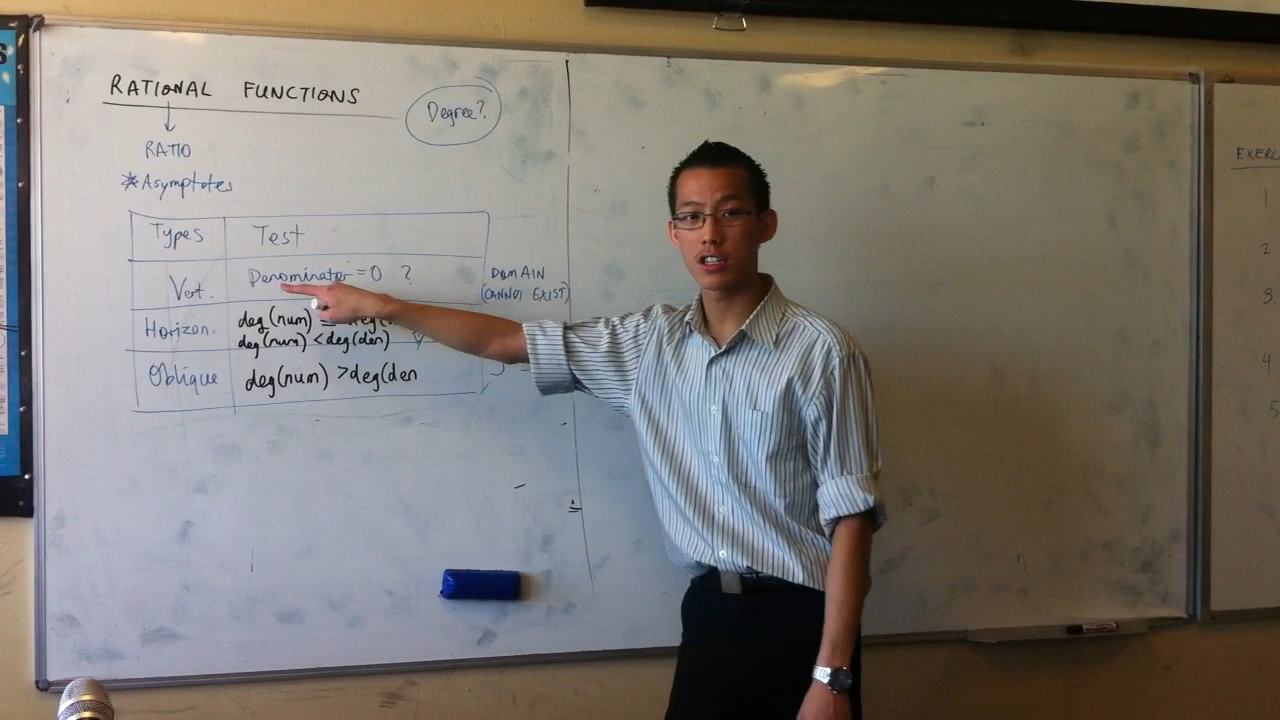 RATIONAL FUNCTIONS
Degree?
RATIO
*Asymptotes
Types Test
Vert. Denominator = 0 ?
DOMAIN
(CANNOT EXIST)
Horizon. deg(num) =
deg(num) < deg(den)
Oblique deg(num) > deg(den
EXERC
1
2
3
4
5